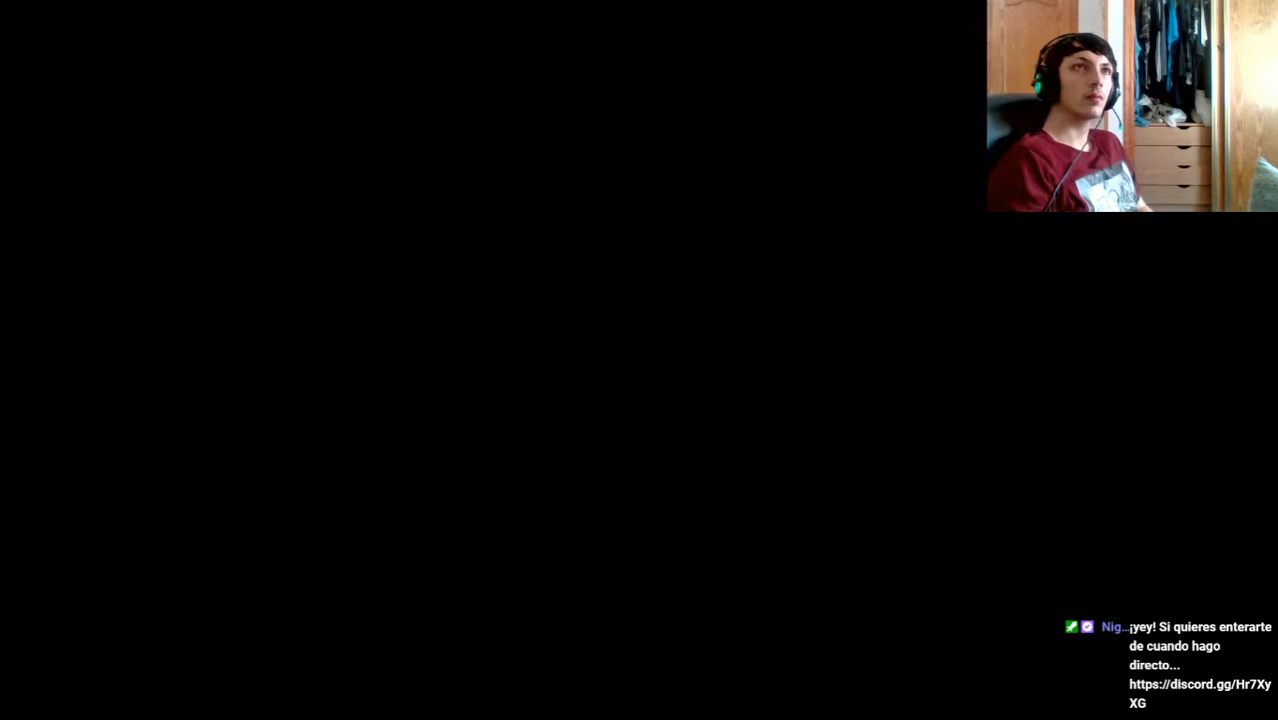 Nig… ¡yey! Si quieres enterarte
de cuando hago
directo...
https://discord.gg/Hr7Xy
XG